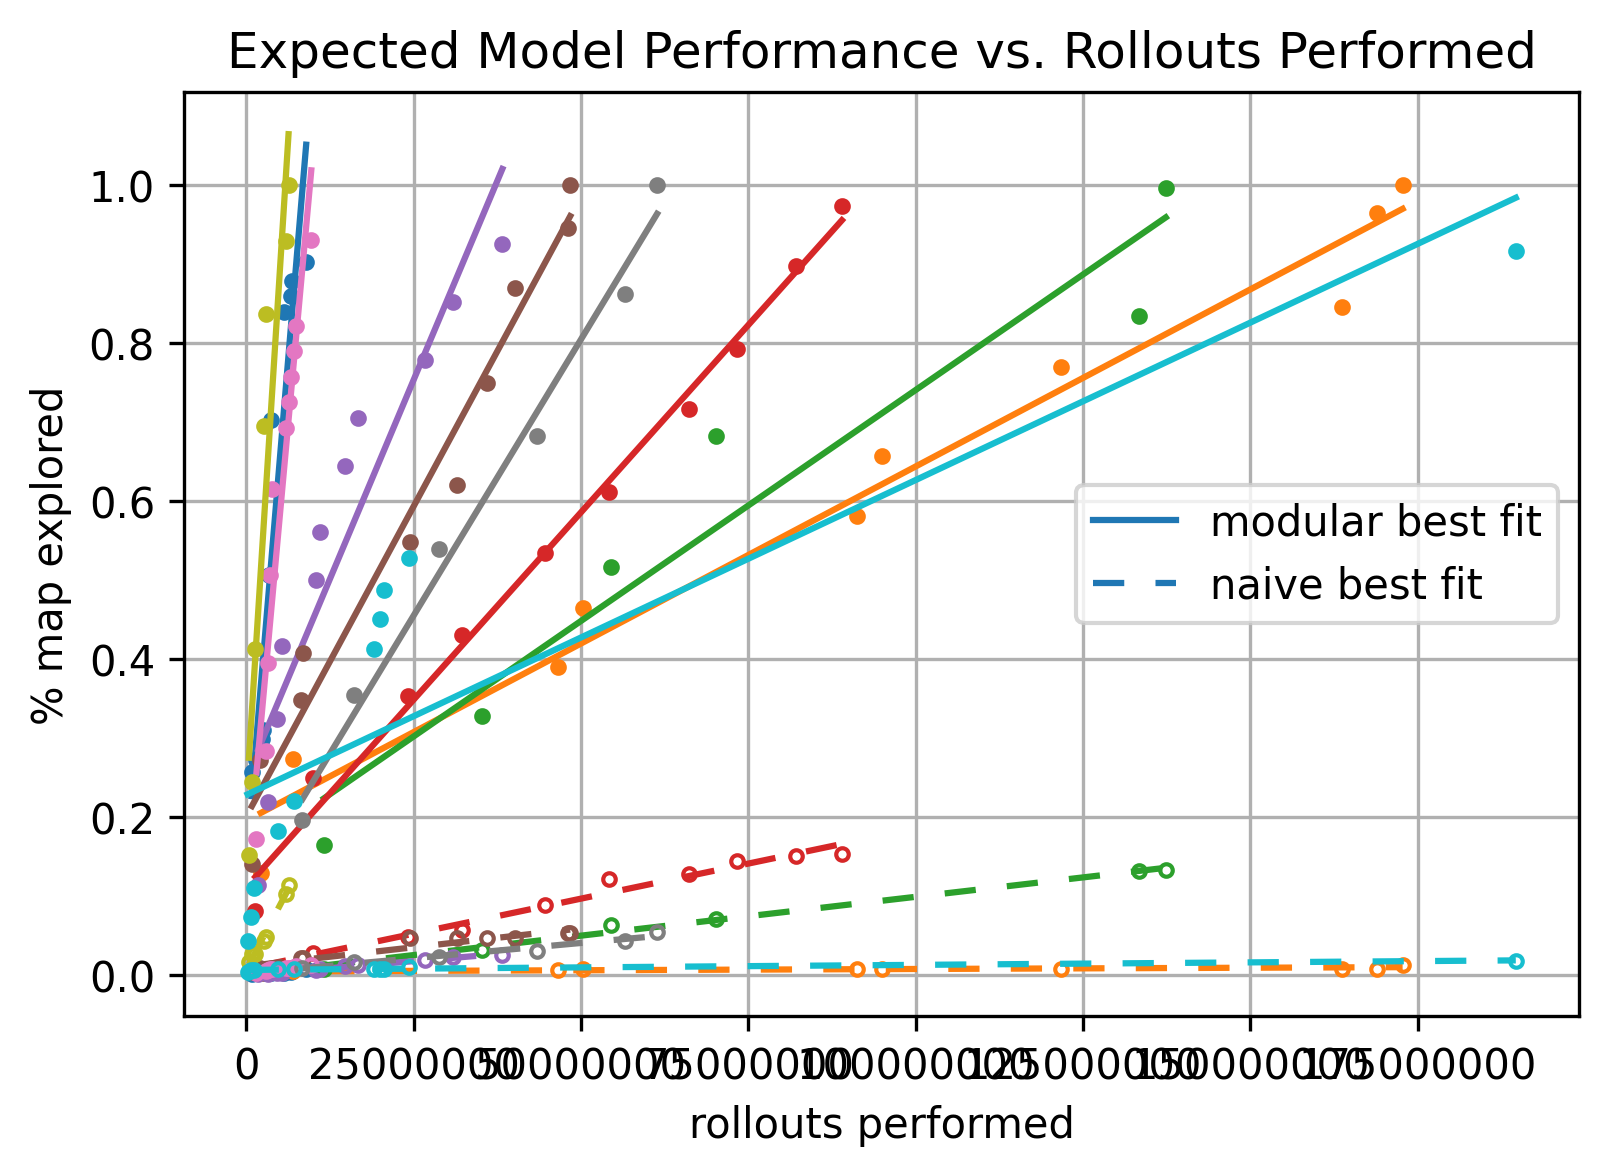 Expected Model Performance vs. Rollouts Performed
1.0
0.8
0.6
0.4
0.2
0.0
% map explored
modular best fit
naive best fit
0 25000000 50000000 75000000 100000000 125000000 150000000 175000000
rollouts performed